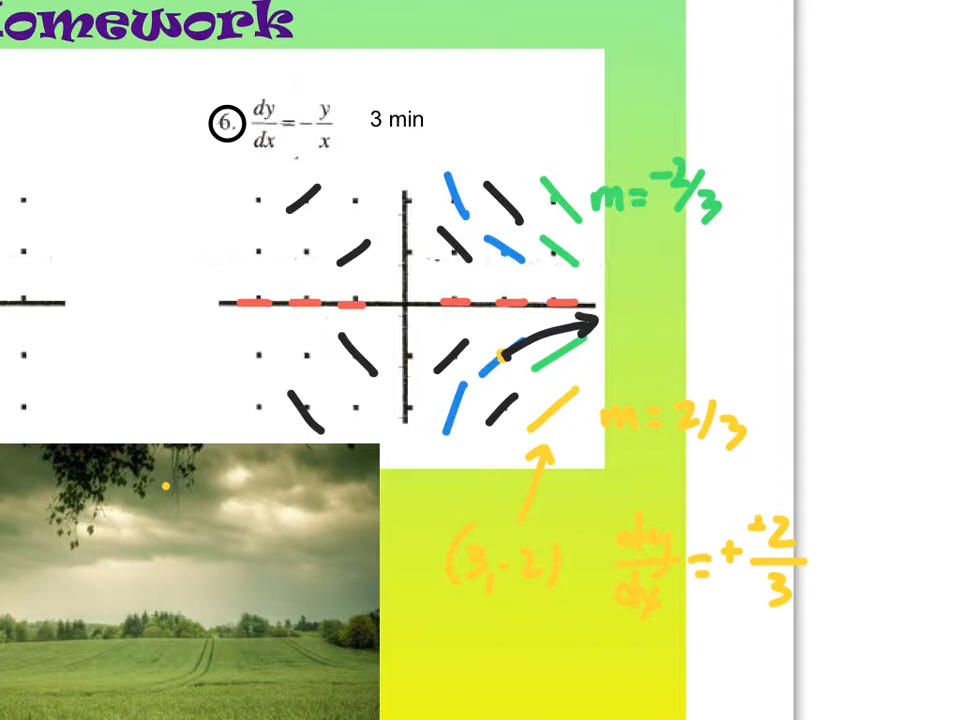 omework
6. dy/dx = - y/x 3 min
m = -2/3
m = 2/3
(3, -2) dy/dx = + +2/3